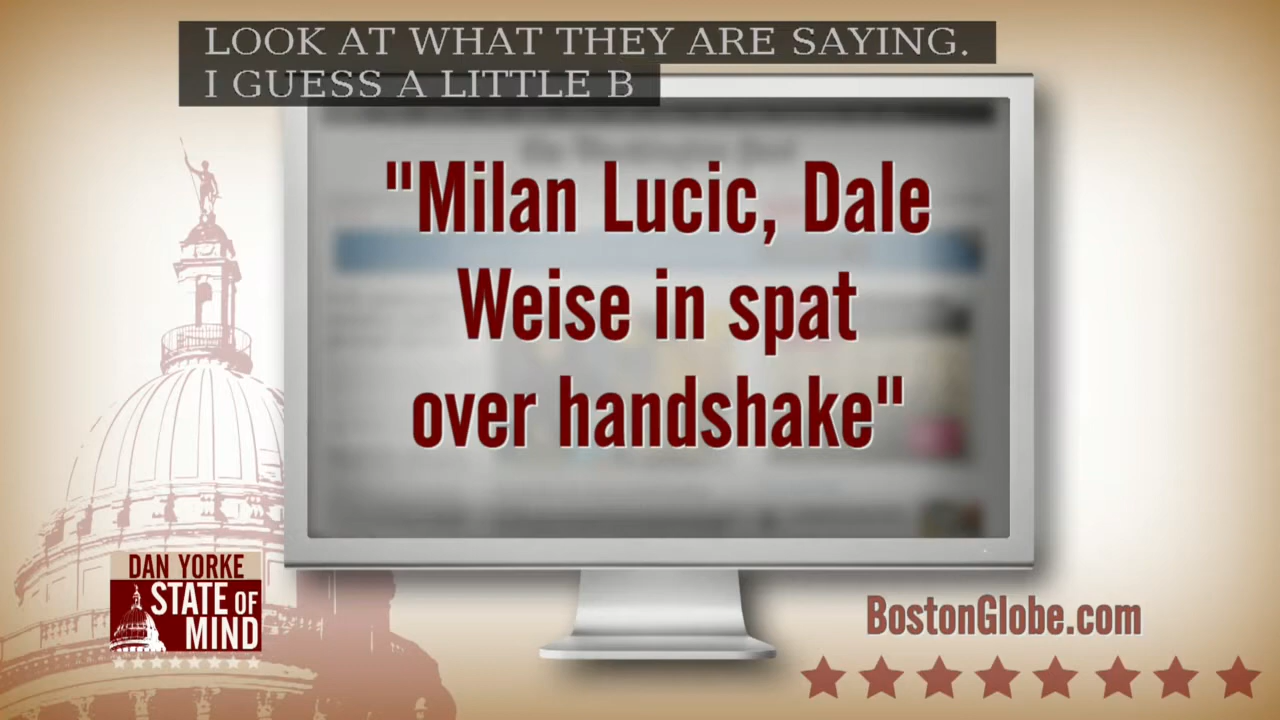 LOOK AT WHAT THEY ARE SAYING.
I GUESS A LITTLE B
"Milan Lucic, Dale
Weise in spat
over handshake"
DAN YORKE
STATE OF
MIND
BostonGlobe.com